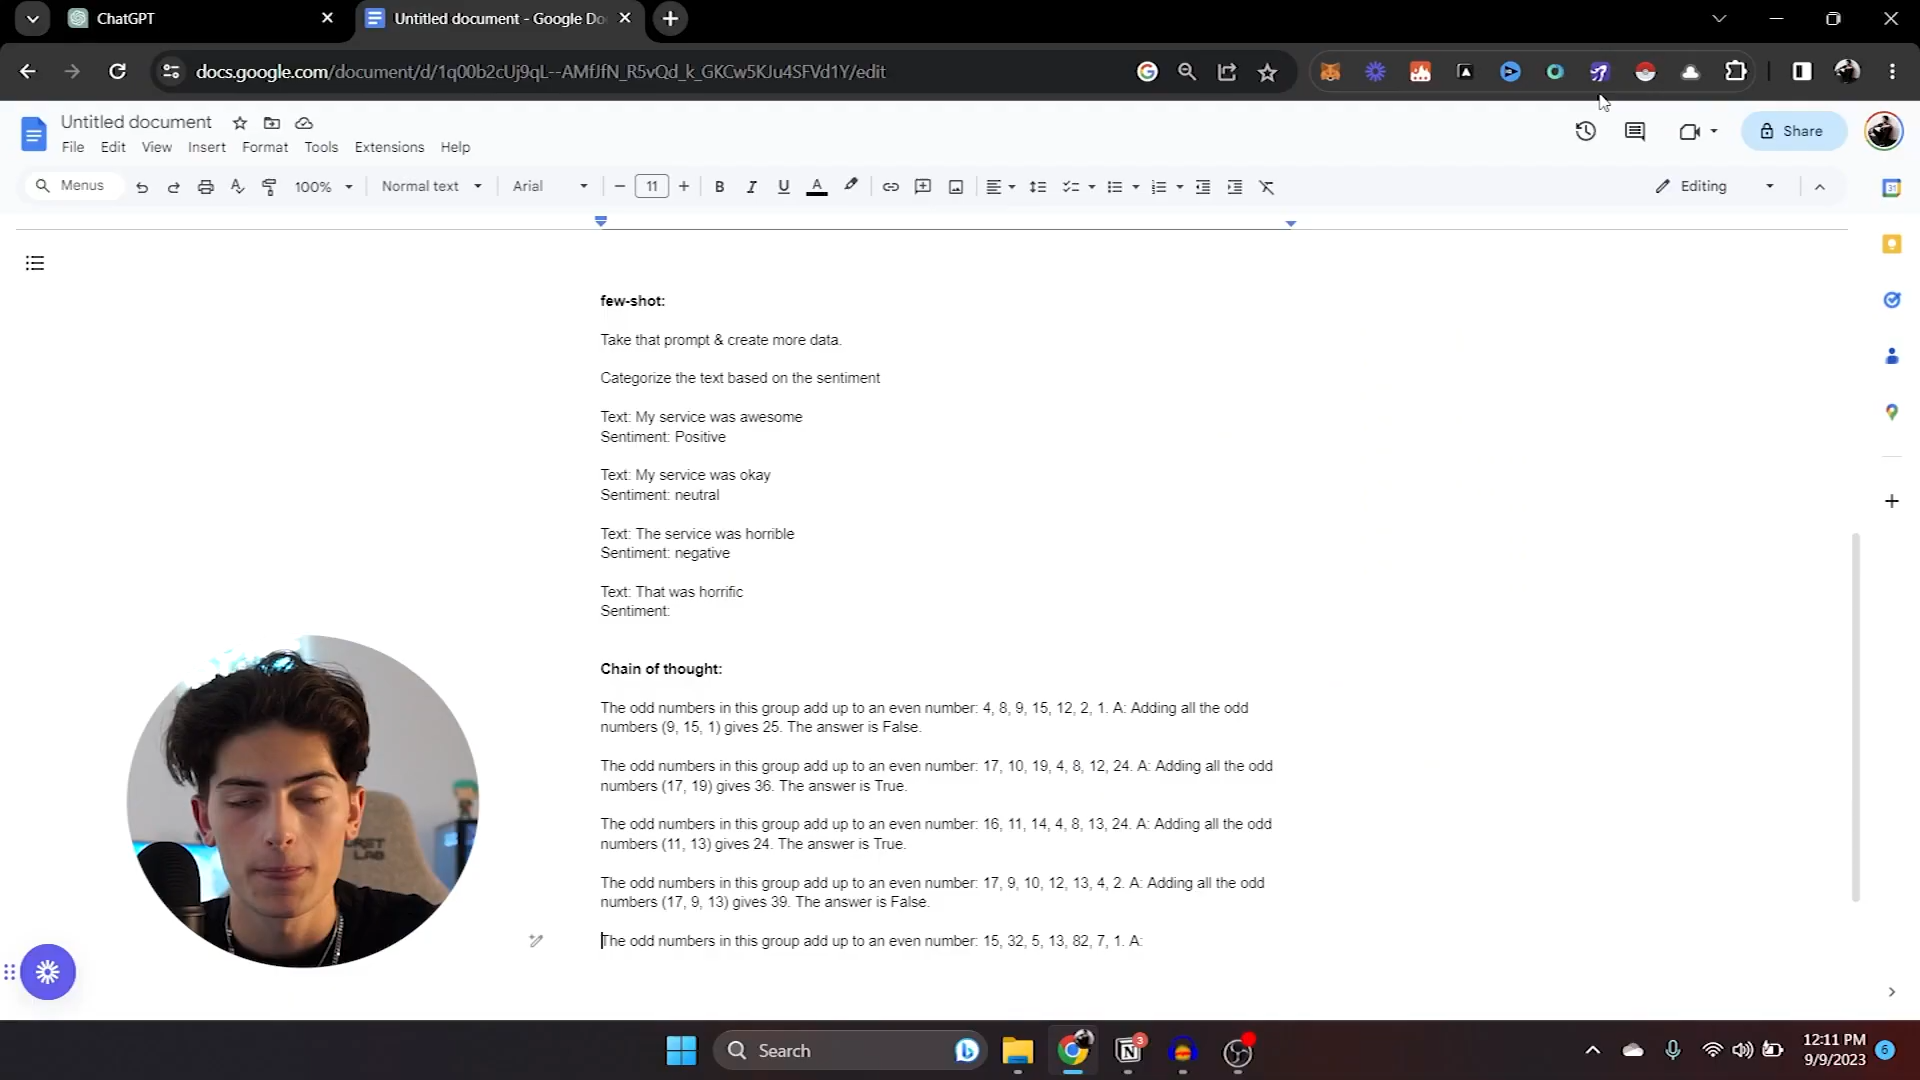 ChatGPT
Untitled document - Google Do
docs.google.com/document/d/1q00b2cUj9qL--AMfJfN_R5vQd_k_GKCw5KJu4SFVd1Y/edit
Untitled document
File Edit View Insert Format Tools Extensions Help
Share
Menus 100% Normal text Arial 11 B I U A Editing
few-shot:
Take that prompt & create more data.
Categorize the text based on the sentiment
Text: My service was awesome
Sentiment: Positive
Text: My service was okay
Sentiment: neutral
Text: The service was horrible
Sentiment: negative
Text: That was horrific
Sentiment:
Chain of thought:
The odd numbers in this group add up to an even number: 4, 8, 9, 15, 12, 2, 1. A: Adding all the odd
numbers (9, 15, 1) gives 25. The answer is False.
The odd numbers in this group add up to an even number: 17, 10, 19, 4, 8, 12, 24. A: Adding all the odd
numbers (17, 19) gives 36. The answer is True.
The odd numbers in this group add up to an even number: 16, 11, 14, 4, 8, 13, 24. A: Adding all the odd
numbers (11, 13) gives 24. The answer is True.
The odd numbers in this group add up to an even number: 17, 9, 10, 12, 13, 4, 2. A: Adding all the odd
numbers (17, 9, 13) gives 39. The answer is False.
The odd numbers in this group add up to an even number: 15, 32, 5, 13, 82, 7, 1. A:
LAB
Search
3
12:11 PM
9/9/2023
6